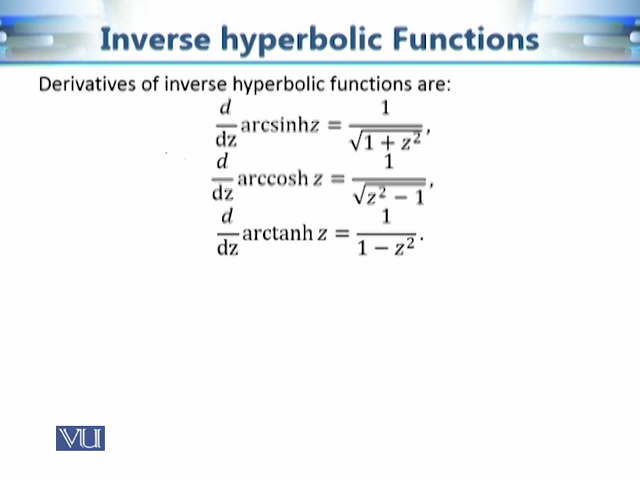 Inverse hyperbolic Functions
Derivatives of inverse hyperbolic functions are:
d/dz arcsinhz = 1/√(1 + z²),
d/dz arccosh z = 1/√(z² − 1),
d/dz arctanh z = 1/(1 − z²).
VU